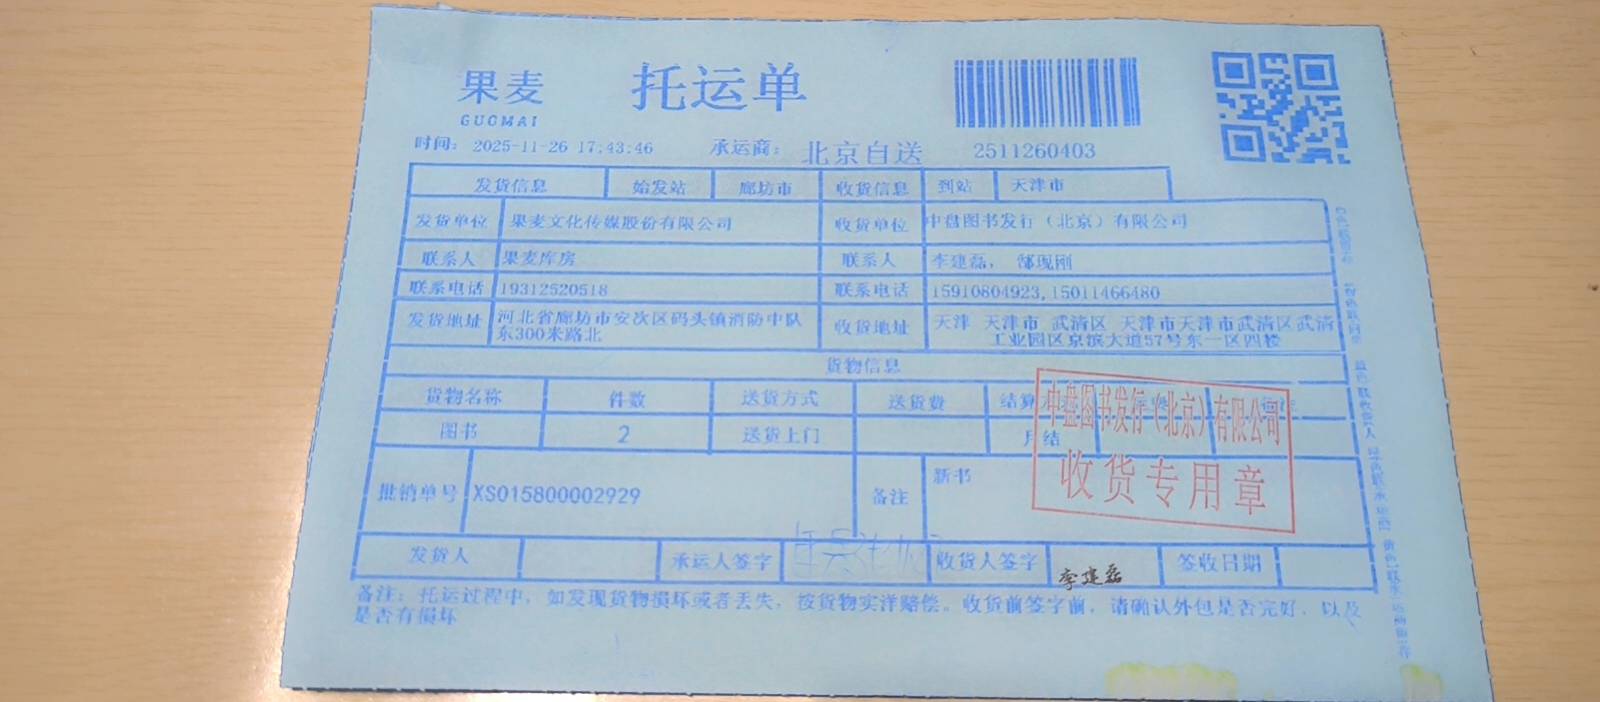 果麦
GUOMAI
托运单
时间: 2025-11-26 17:43:46 承运商: 北京自送 2511260403
发货信息 始发站 廊坊市 收货信息 到站 天津市
发货单位 果麦文化传媒股份有限公司 收货单位 中盘图书发行（北京）有限公司
联系人 果麦库房 联系人 李建磊, 郜现刚
联系电话 19312520518 联系电话 15910804923,15011466480
发货地址 河北省廊坊市安次区码头镇消防中队东300米路北 收货地址 天津 天津市 武清区 天津市天津市武清区武清工业园区京滨大道57号东一区四楼
货物信息
货物名称 件数 送货方式 送货费 结算
图书 2 送货上门 月结
中盘图书发行（北京）有限公司
收货专用章
批销单号 XS015800002929 备注 新书
发货人 承运人签字 收货人签字 李建磊 签收日期
备注: 托运过程中, 如发现货物损坏或者丢失, 按货物实洋赔偿。收货前签字前, 请确认外包是否完好, 以及
是否有损坏